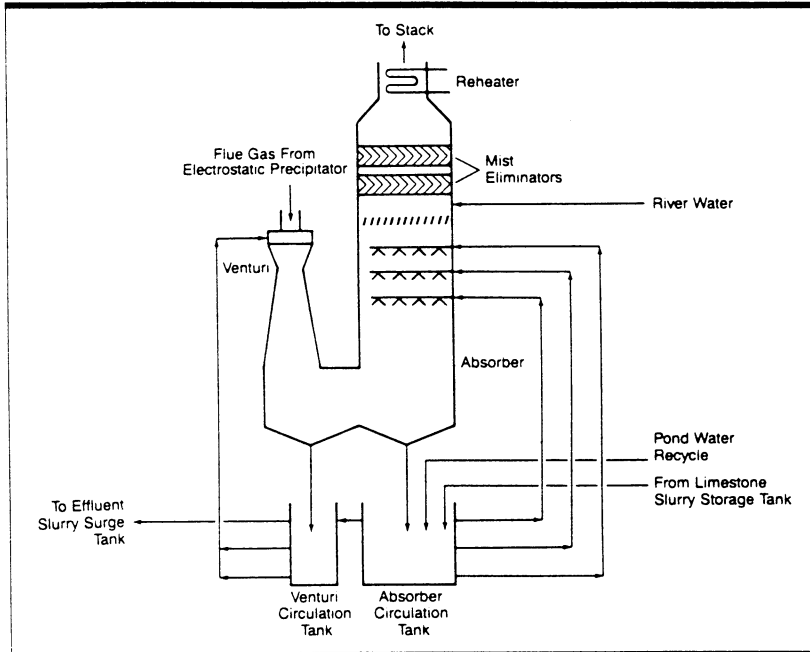 To Stack
Reheater
Flue Gas From
Electrostatic Precipitator
Mist
Eliminators
River Water
Venturi
Absorber
Pond Water
Recycle
From Limestone
Slurry Storage Tank
To Effluent
Slurry Surge
Tank
Venturi
Circulation
Tank
Absorber
Circulation
Tank